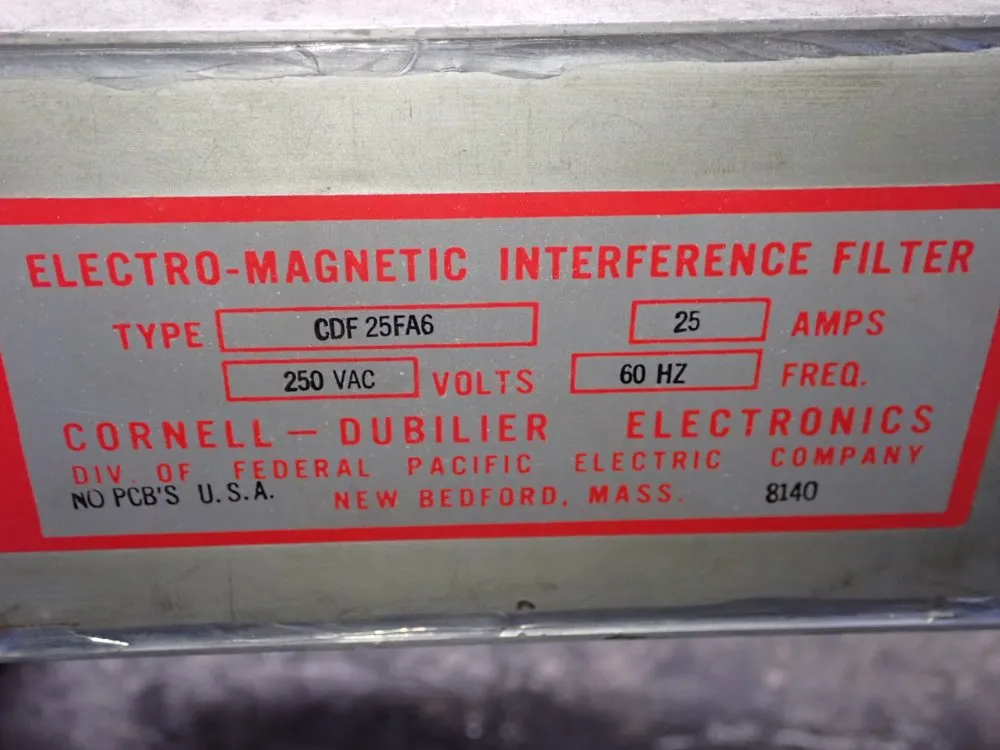 ELECTRO-MAGNETIC INTERFERENCE FILTER
TYPE CDF 25FA6 25 AMPS
250 VAC VOLTS 60 HZ FREQ.
CORNELL — DUBILIER ELECTRONICS
DIV. OF FEDERAL PACIFIC ELECTRIC COMPANY
NO PCB'S U.S.A. NEW BEDFORD, MASS. 8140